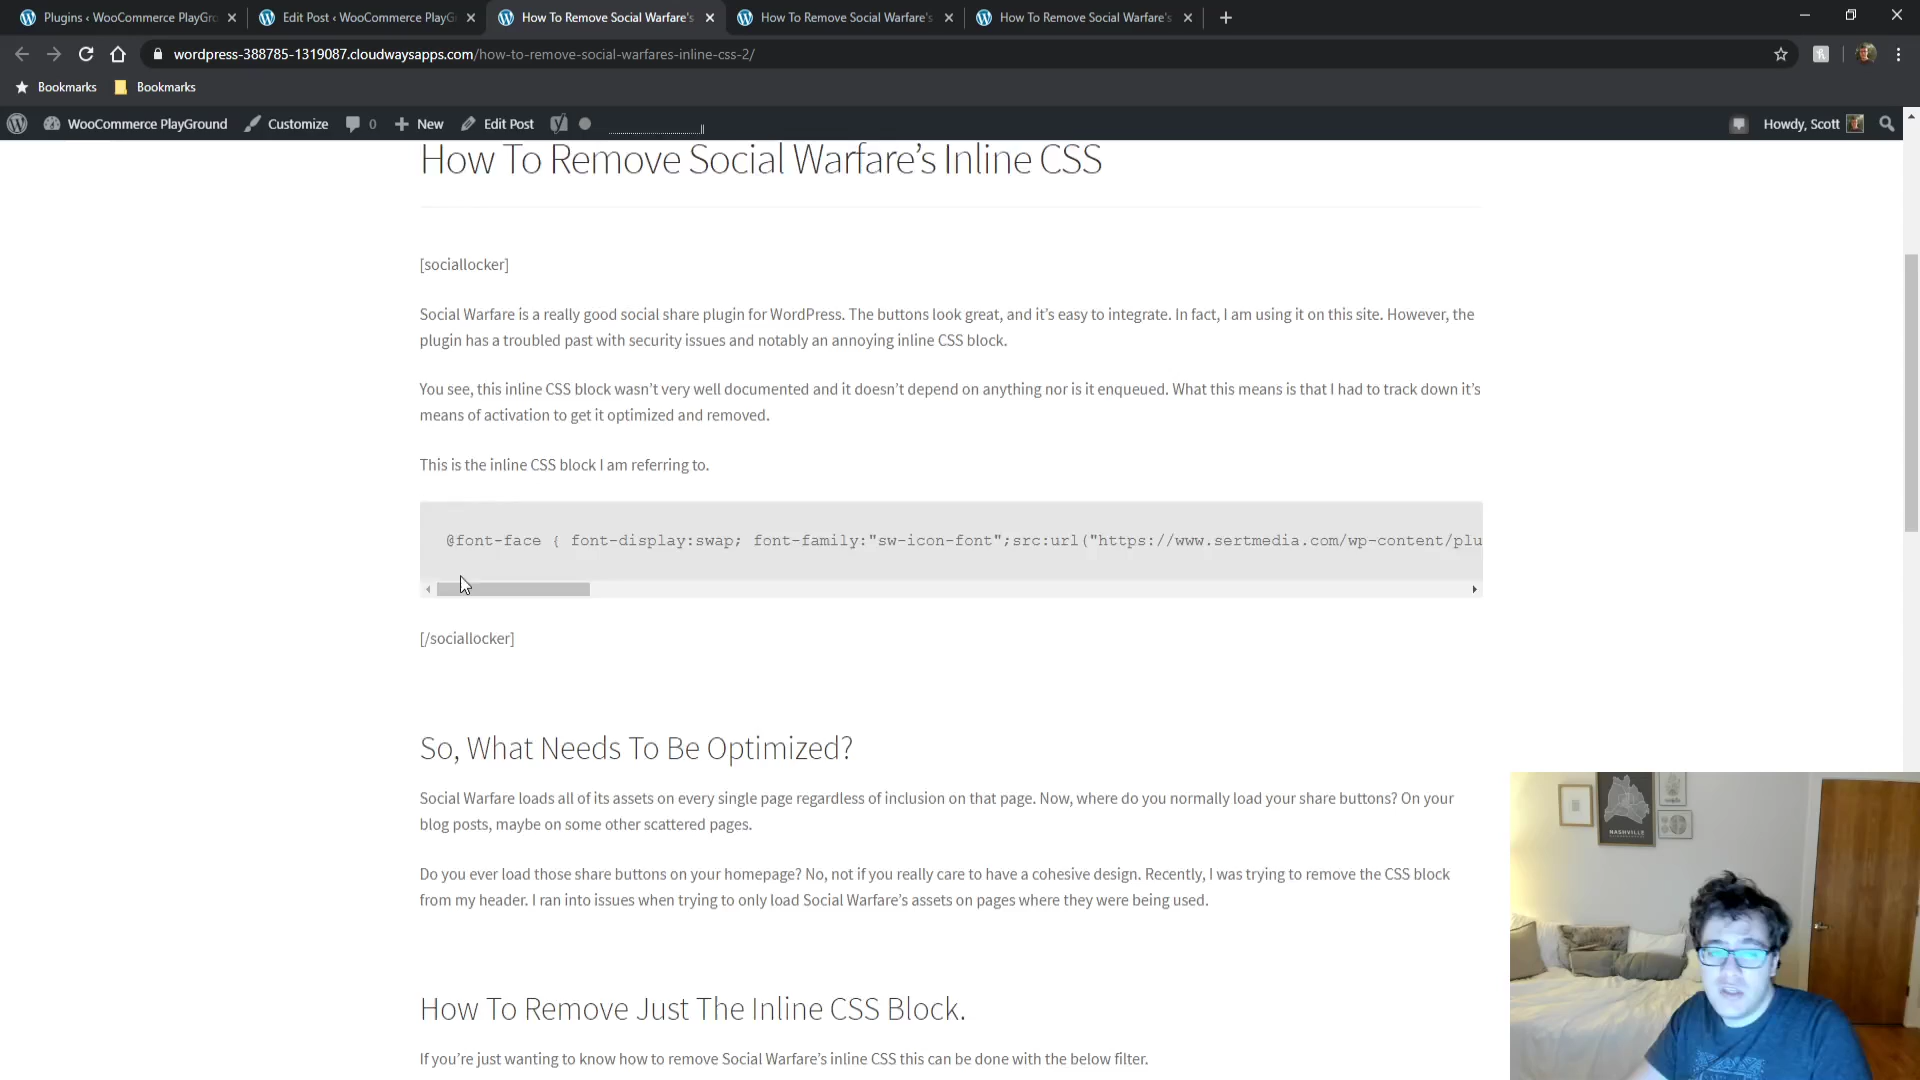 Plugins ‹ WooCommerce PlayGro
Edit Post ‹ WooCommerce PlayG
How To Remove Social Warfare's
How To Remove Social Warfare's
How To Remove Social Warfare's
wordpress-388785-1319087.cloudwaysapps.com/how-to-remove-social-warfares-inline-css-2/
Bookmarks
Bookmarks
WooCommerce PlayGround
Customize
0
New
Edit Post
Howdy, Scott
How To Remove Social Warfare’s Inline CSS
[sociallocker]
Social Warfare is a really good social share plugin for WordPress. The buttons look great, and it’s easy to integrate. In fact, I am using it on this site. However, the
plugin has a troubled past with security issues and notably an annoying inline CSS block.
You see, this inline CSS block wasn’t very well documented and it doesn’t depend on anything nor is it enqueued. What this means is that I had to track down it’s
means of activation to get it optimized and removed.
This is the inline CSS block I am referring to.
@font-face { font-display:swap; font-family:"sw-icon-font";src:url("https://www.sertmedia.com/wp-content/plu
[/sociallocker]
So, What Needs To Be Optimized?
Social Warfare loads all of its assets on every single page regardless of inclusion on that page. Now, where do you normally load your share buttons? On your
blog posts, maybe on some other scattered pages.
Do you ever load those share buttons on your homepage? No, not if you really care to have a cohesive design. Recently, I was trying to remove the CSS block
from my header. I ran into issues when trying to only load Social Warfare’s assets on pages where they were being used.
How To Remove Just The Inline CSS Block.
If you’re just wanting to know how to remove Social Warfare’s inline CSS this can be done with the below filter.
NASHVILLE